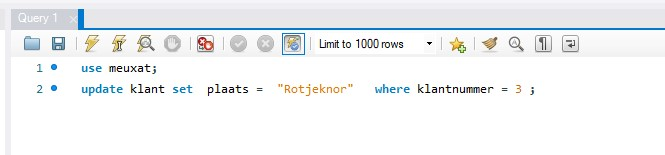 Query 1
Limit to 1000 rows
1 use meuxat;
2 update klant set plaats = "Rotjeknor" where klantnummer = 3 ;